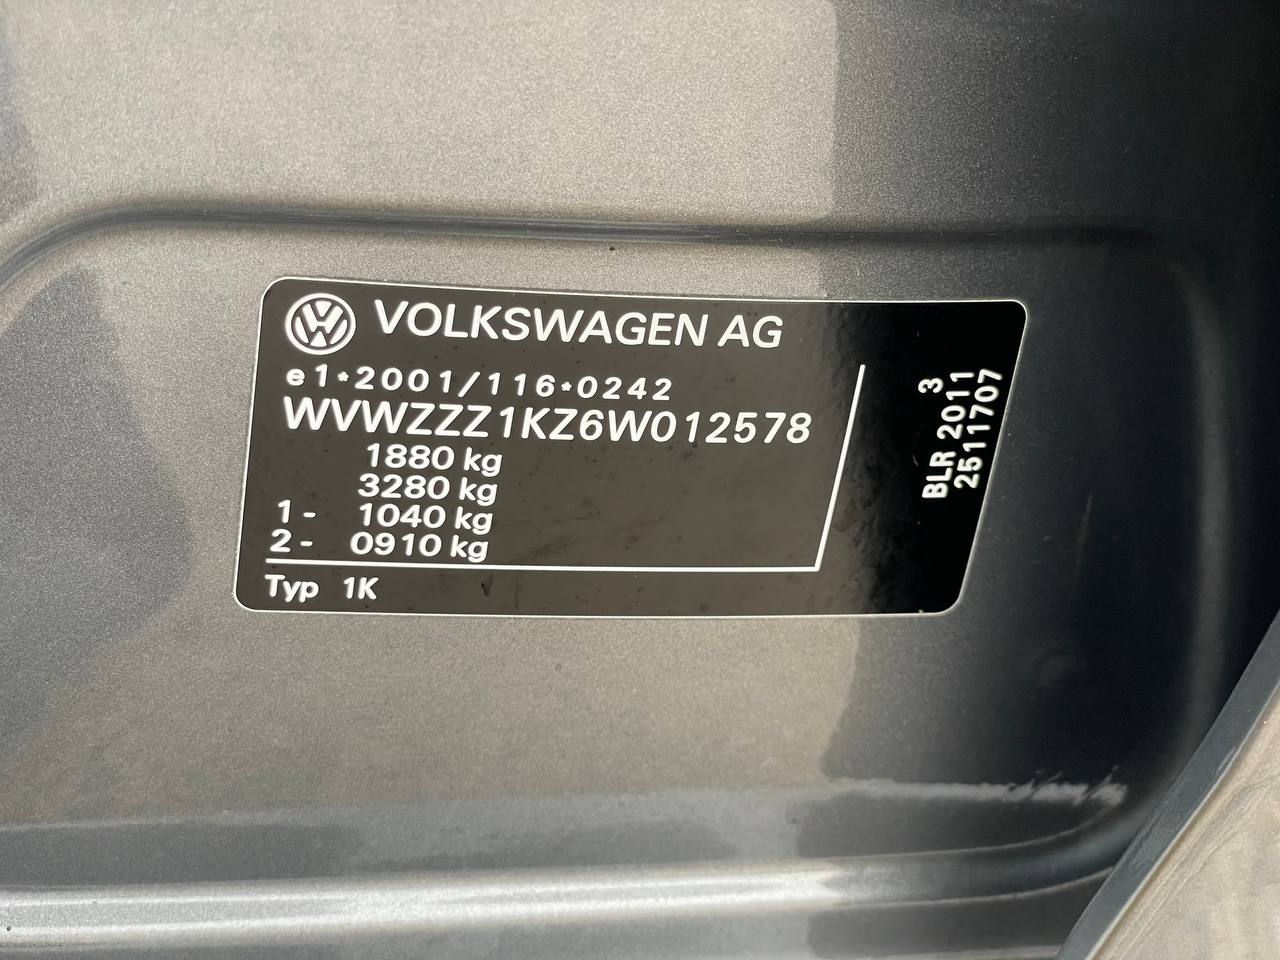 VOLKSWAGEN AG
e1*2001/116*0242
WVWZZZ1KZ6W012578
1880 kg
3280 kg
1- 1040 kg
2- 0910 kg
Typ 1K
3
BLR 2011
2511707